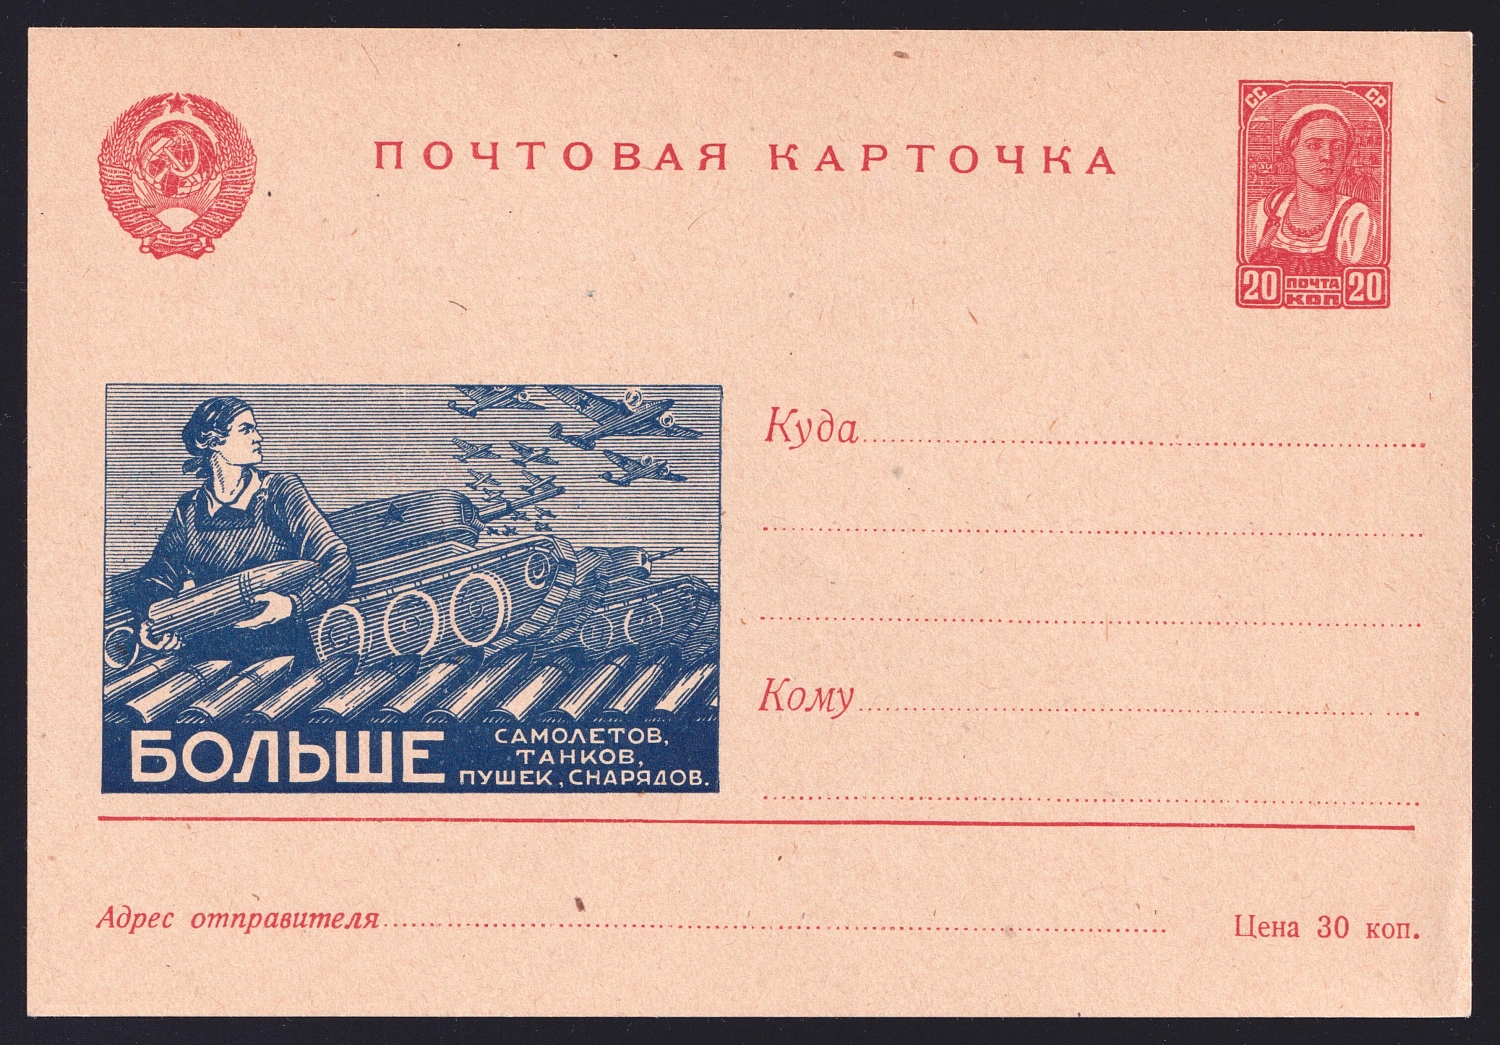 ПОЧТОВАЯ КАРТОЧКА
СС СР
20 ПОЧТА КОП 20
Куда
Кому
БОЛЬШЕ
САМОЛЕТОВ,
ТАНКОВ,
ПУШЕК, СНАРЯДОВ.
Адрес отправителя
Цена 30 коп.